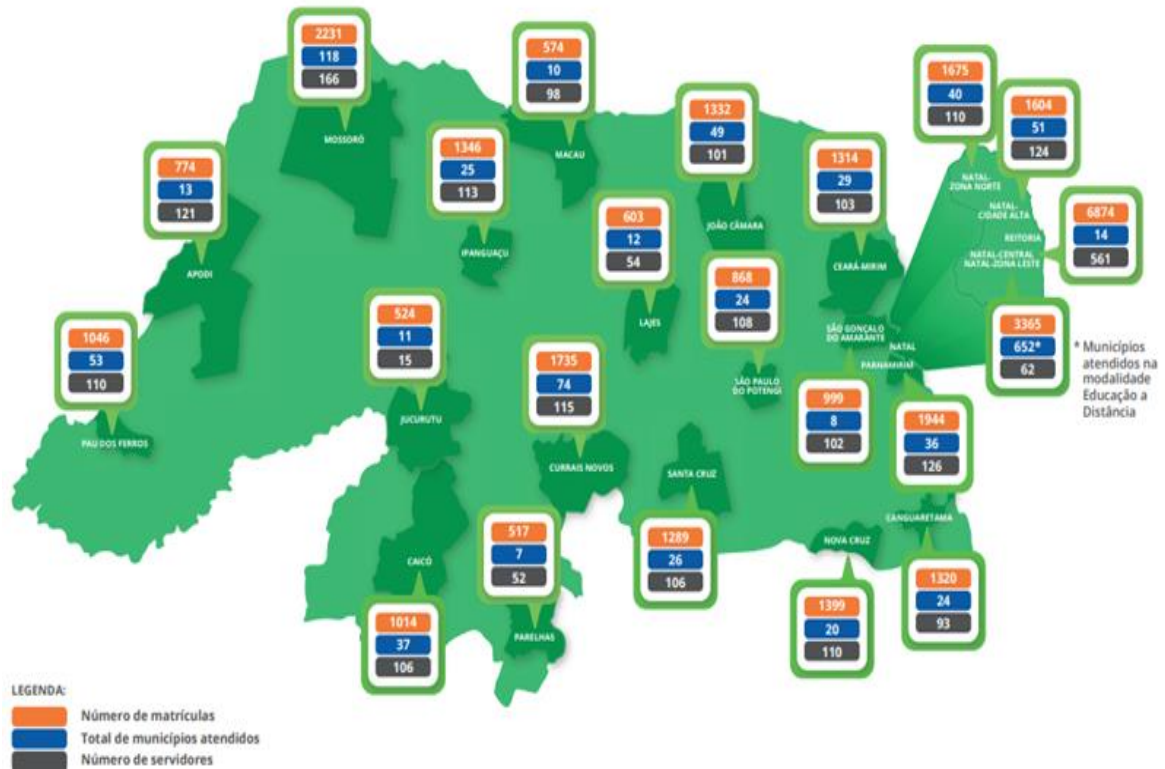 2231
118
166
MOSSORÓ
574
10
98
MACAU
1675
40
110
NATAL-
ZONA NORTE
1604
51
124
NATAL-
CIDADE ALTA
1332
49
101
JOÃO CÂMARA
1346
25
113
IPANGUAÇU
774
13
121
APODI
1314
29
103
CEARÁ-MIRIM
603
12
54
LAJES
6874
14
561
REITORIA
NATAL-CENTRAL
NATAL-ZONA LESTE
868
24
108
SÃO PAULO
DO POTENGI
3365
652*
62
* Municípios
atendidos na
modalidade
Educação a
Distância
524
11
15
JUCURUTU
1046
53
110
PAU DOS FERROS
1735
74
115
CURRAIS NOVOS
SÃO GONÇALO
DO AMARANTE
NATAL
PARNAMIRIM
999
8
102
1944
36
126
SANTA CRUZ
1289
26
106
CANGUARETAMA
NOVA CRUZ
517
7
52
PARELHAS
CAICÓ
1014
37
106
1399
20
110
1320
24
93
LEGENDA:
Número de matrículas
Total de municípios atendidos
Número de servidores